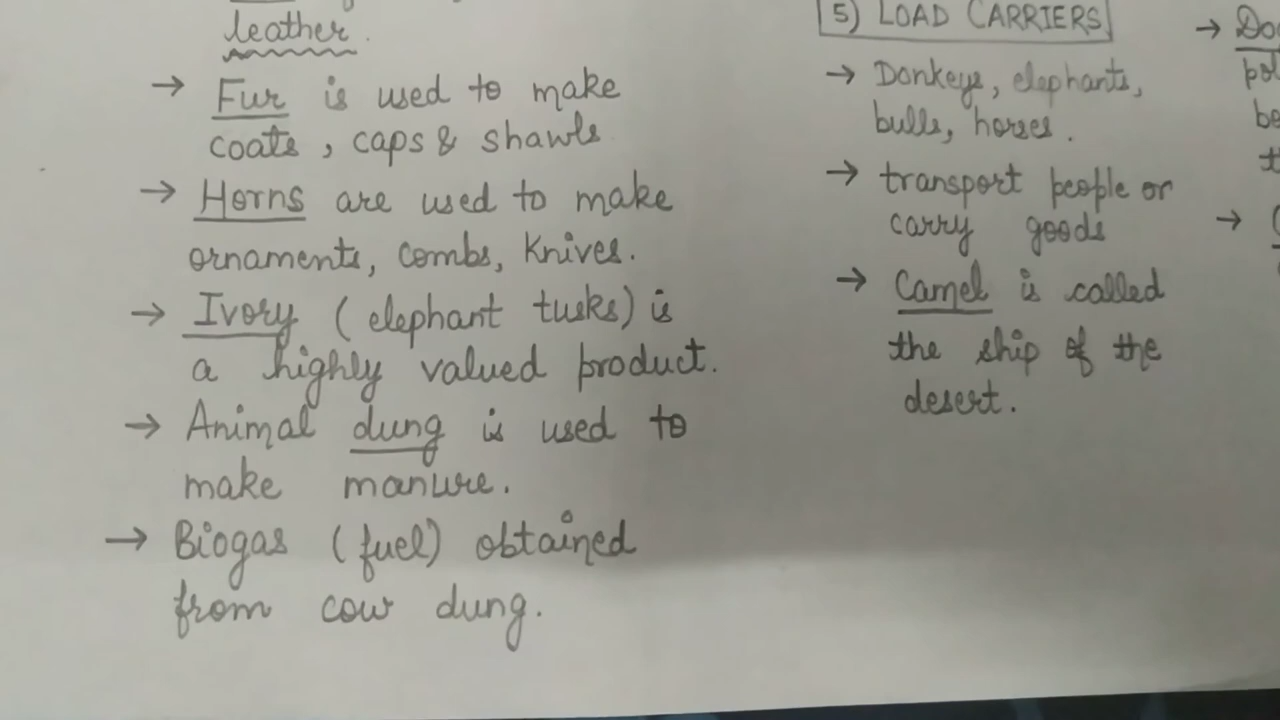 leather.
→ Fur is used to make
coats, caps & shawls
→ Horns are used to make
ornaments, combs, Knives.
→ Ivory (elephant tusks) is
a highly valued product.
→ Animal dung is used to
make manure.
→ Biogas (fuel) obtained
from cow dung.
5) LOAD CARRIERS
→ Donkeys, elephants,
bulls, horses.
→ transport people or
carry goods
→ Camel is called
the ship of the
desert.
→
→